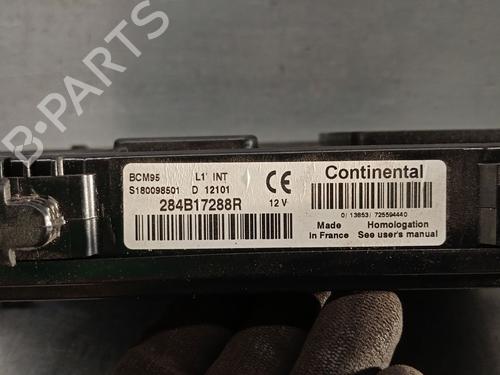 B-PARTS
BCM95 L1' INT
S180098501 D 12101
284B17288R
12 V
CE
Continental
0/ 13853/ 725594440
Made in France
Homologation See user's manual